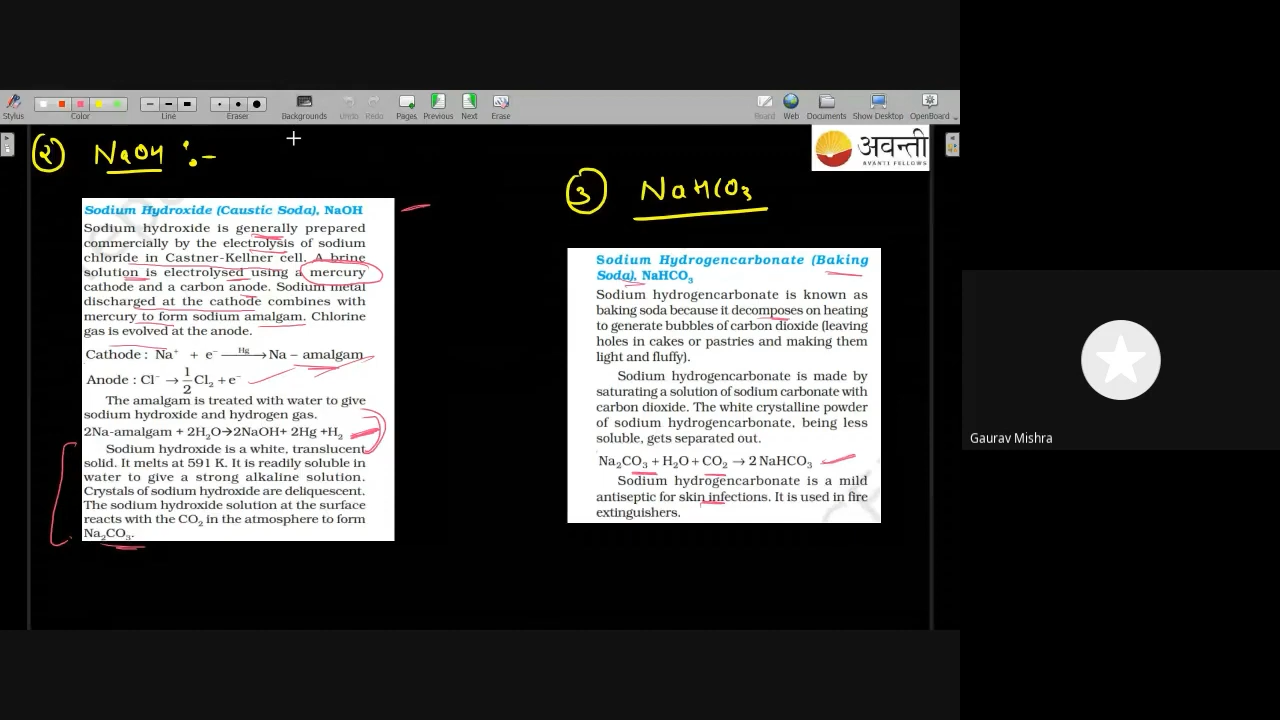 Stylus
Color
Line
Eraser
Backgrounds
Undo
Redo
Pages
Previous
Next
Erase
Board
Web
Documents
Show Desktop
OpenBoard
② NaOH :-
अवन्ती
AVANTI FELLOWS
③ NaHCO₃
Sodium Hydroxide (Caustic Soda), NaOH
Sodium hydroxide is generally prepared
commercially by the electrolysis of sodium
chloride in Castner-Kellner cell. A brine
solution is electrolysed using a mercury
cathode and a carbon anode. Sodium metal
discharged at the cathode combines with
mercury to form sodium amalgam. Chlorine
gas is evolved at the anode.
Cathode : Na⁺ + e⁻ —Hg→ Na – amalgam
Anode : Cl⁻ → 1/2 Cl₂ + e⁻
The amalgam is treated with water to give
sodium hydroxide and hydrogen gas.
2Na-amalgam + 2H₂O→2NaOH+ 2Hg +H₂
Sodium hydroxide is a white, translucent
solid. It melts at 591 K. It is readily soluble in
water to give a strong alkaline solution.
Crystals of sodium hydroxide are deliquescent.
The sodium hydroxide solution at the surface
reacts with the CO₂ in the atmosphere to form
Na₂CO₃.
Sodium Hydrogencarbonate (Baking
Soda), NaHCO₃
Sodium hydrogencarbonate is known as
baking soda because it decomposes on heating
to generate bubbles of carbon dioxide (leaving
holes in cakes or pastries and making them
light and fluffy).
Sodium hydrogencarbonate is made by
saturating a solution of sodium carbonate with
carbon dioxide. The white crystalline powder
of sodium hydrogencarbonate, being less
soluble, gets separated out.
Na₂CO₃ + H₂O + CO₂ → 2 NaHCO₃
Sodium hydrogencarbonate is a mild
antiseptic for skin infections. It is used in fire
extinguishers.
Gaurav Mishra